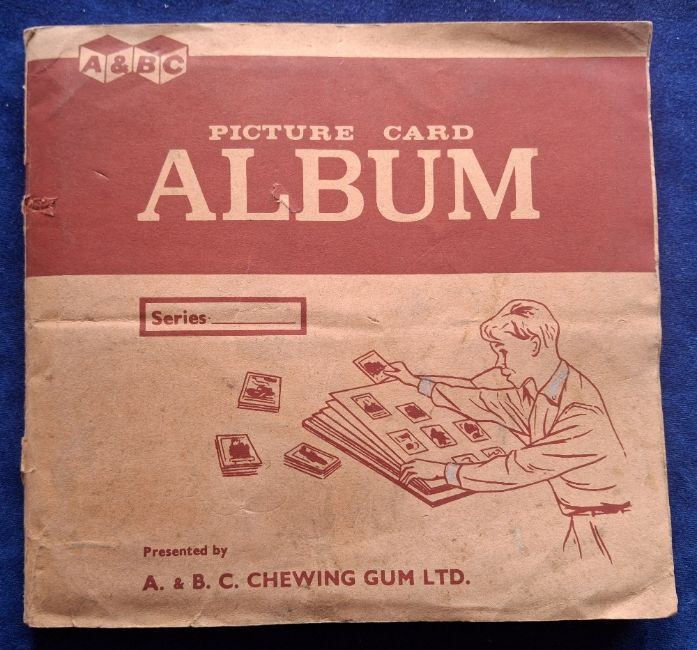 A&BC
PICTURE CARD
ALBUM
Series
Presented by
A. & B. C. CHEWING GUM LTD.